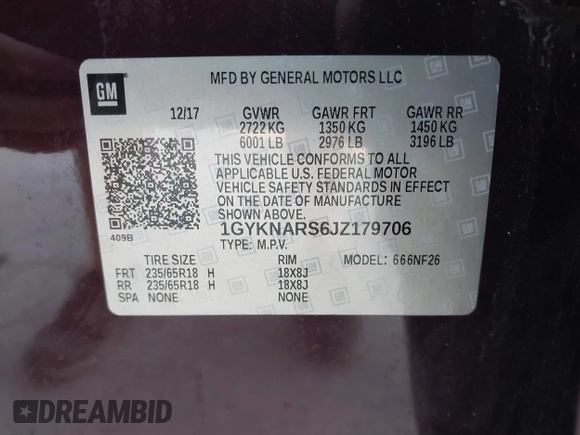 GM
MFD BY GENERAL MOTORS LLC
12/17 GVWR GAWR FRT GAWR RR
2722 KG 1350 KG 1450 KG
6001 LB 2976 LB 3196 LB
THIS VEHICLE CONFORMS TO ALL
APPLICABLE U.S. FEDERAL MOTOR
VEHICLE SAFETY STANDARDS IN EFFECT
ON THE DATE OF MANUFACTURE
SHOWN ABOVE.
409B
1GYKNARS6JZ179706
TYPE: M.P.V.
TIRE SIZE RIM MODEL: 666NF26
FRT 235/65R18 H 18X8J
RR 235/65R18 H 18X8J
SPA NONE NONE
DREAMBID